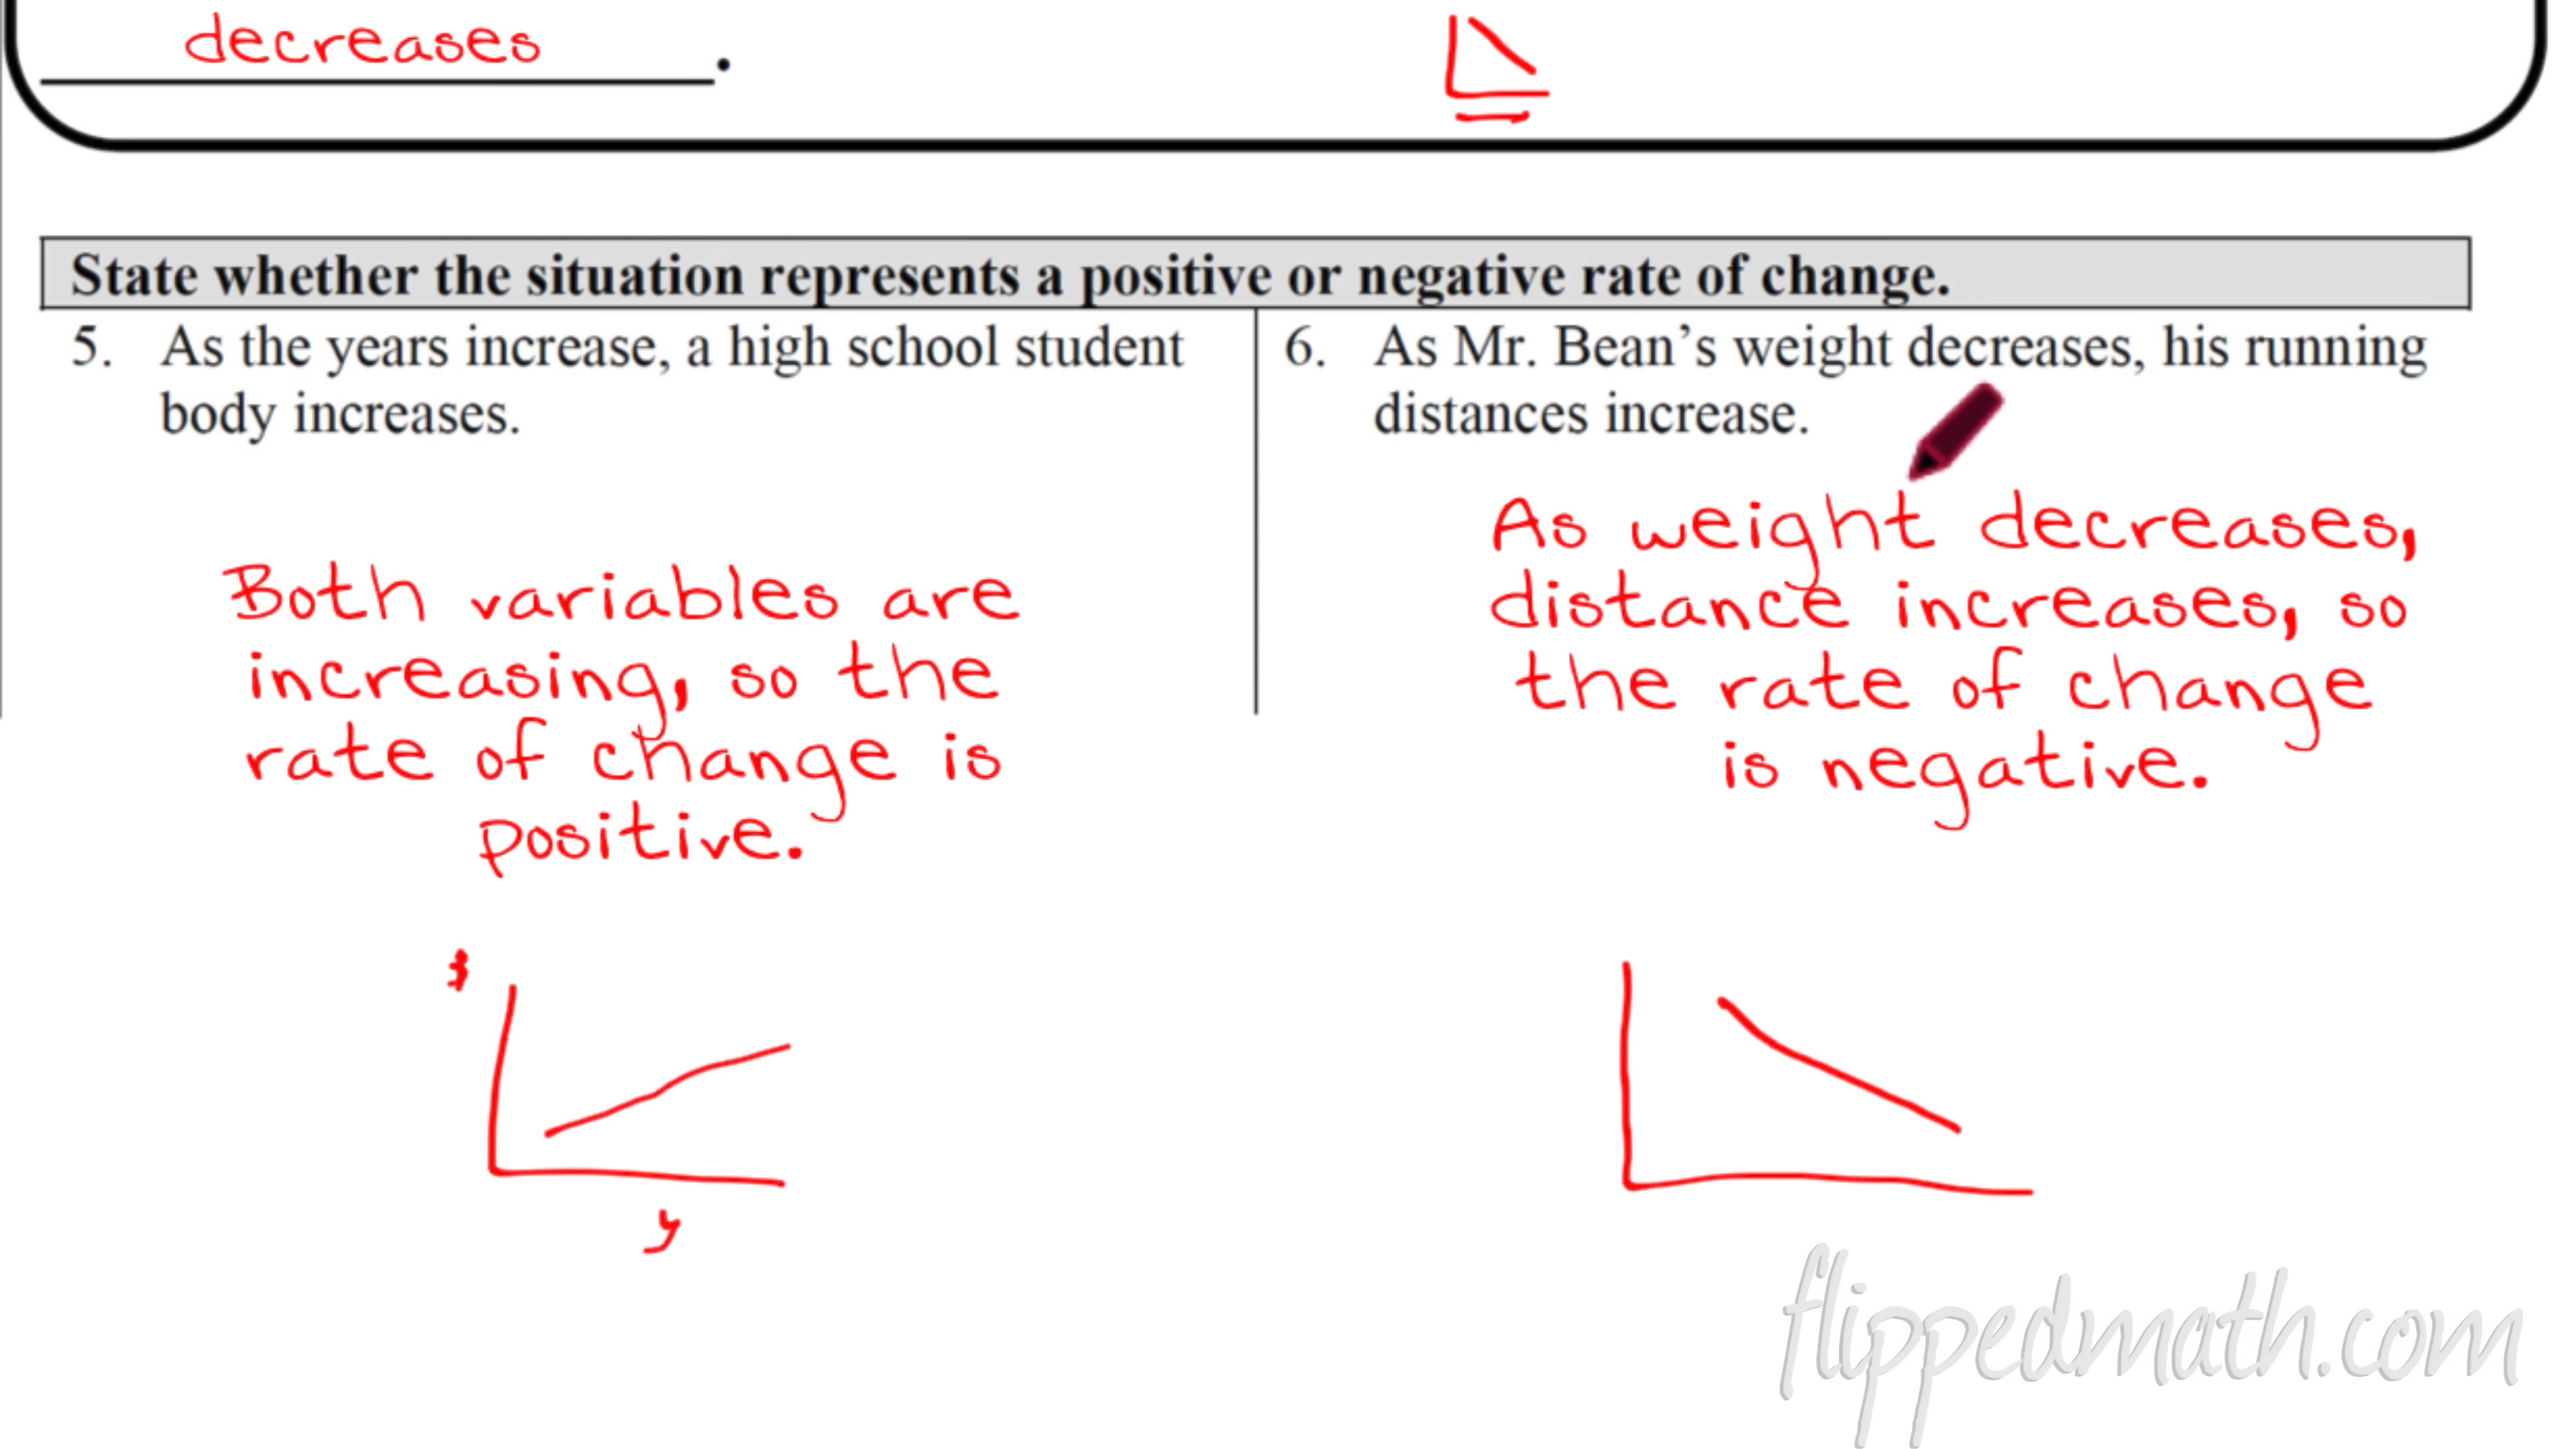 decreases.
State whether the situation represents a positive or negative rate of change.
5. As the years increase, a high school student
body increases.
Both variables are
increasing, so the
rate of change is
positive.
y
6. As Mr. Bean's weight decreases, his running
distances increase.
As weight decreases,
distance increases, so
the rate of change
is negative.
flippedmath.com